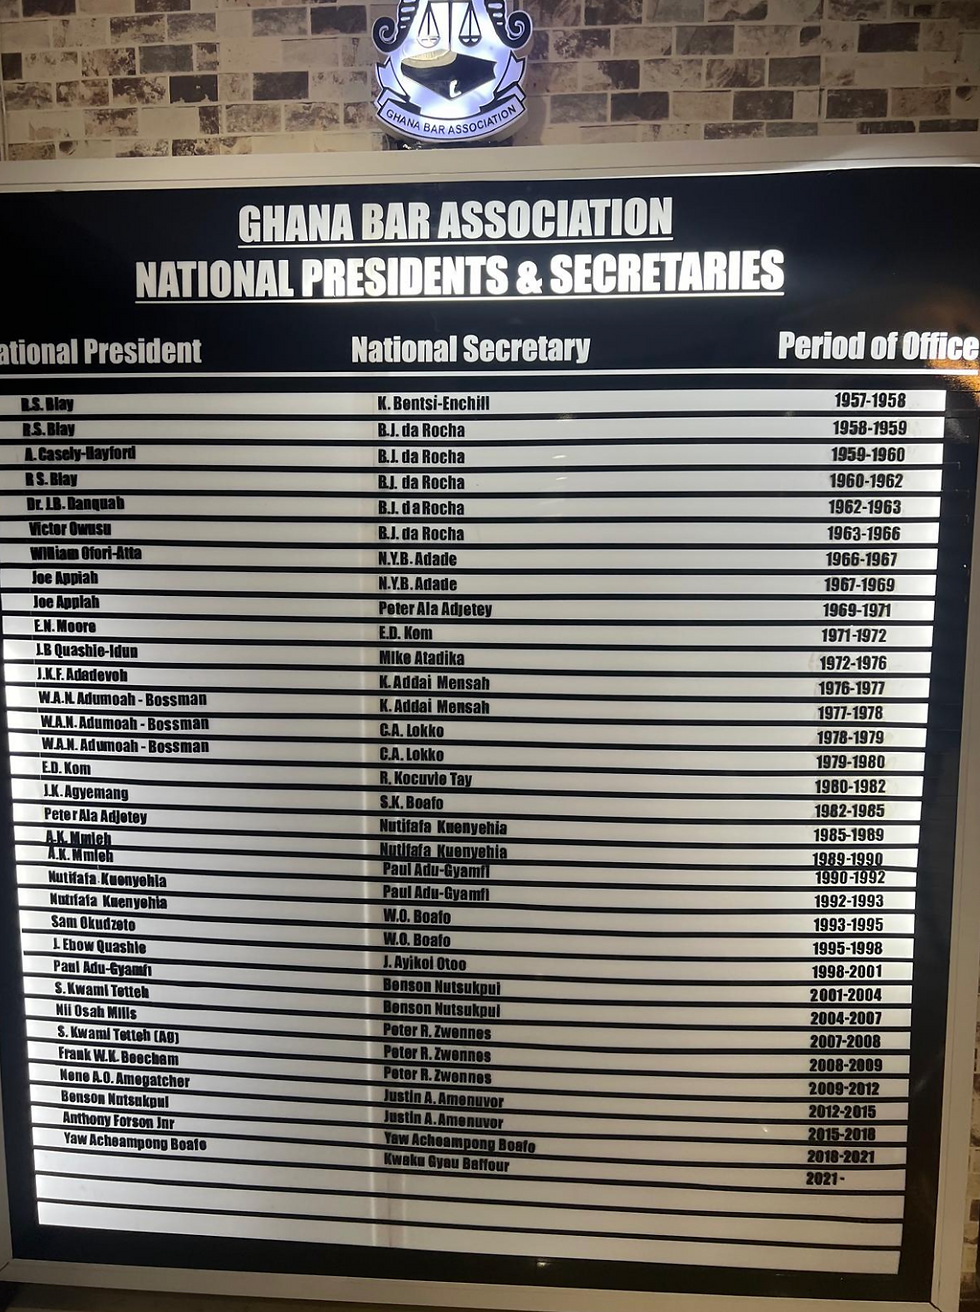 GHANA BAR ASSOCIATION
GHANA BAR ASSOCIATION
NATIONAL PRESIDENTS & SECRETARIES
ational President National Secretary Period of Office
R.S. Blay K. Bentsi-Enchill 1957-1958
R.S. Blay B.J. da Rocha 1958-1959
A. Casely-Hayford B.J. da Rocha 1959-1960
R S. Blay B.J. da Rocha 1960-1962
Dr. J.B. Danquah B.J. da Rocha 1962-1963
Victor Owusu B.J. da Rocha 1963-1966
William Ofori-Atta N.Y.B. Adade 1966-1967
Joe Appiah N.Y.B. Adade 1967-1969
Joe Appiah Peter Ala Adjetey 1969-1971
E.N. Moore E.D. Kom 1971-1972
J.B Quashie-Idun Mike Atadika 1972-1976
J.K.F. Adadevoh K. Addai Mensah 1976-1977
W.A.N. Adumoah - Bossman K. Addai Mensah 1977-1978
W.A.N. Adumoah - Bossman C.A. Lokko 1978-1979
W.A.N. Adumoah - Bossman C.A. Lokko 1979-1980
E.D. Kom R. Kocuvie Tay 1980-1982
J.K. Agyemang S.K. Boafo 1982-1985
Peter Ala Adjetey Nutifafa Kuenyehia 1985-1989
A.K. Mmieh Nutifafa Kuenyehia 1989-1990
A.K. Mmieh Paul Adu-Gyamfi 1990-1992
Nutifafa Kuenyehia Paul Adu-Gyamfi 1992-1993
Nutifafa Kuenyehia W.O. Boafo 1993-1995
Sam Okudzeto W.O. Boafo 1995-1998
J. Ebow Quashie J. Ayikoi Otoo 1998-2001
Paul Adu-Gyamfi Benson Nutsukpui 2001-2004
S. Kwami Tetteh Benson Nutsukpui 2004-2007
Nii Osah Mills Peter R. Zwennes 2007-2008
S. Kwami Tetteh (AG) Peter R. Zwennes 2008-2009
Frank W.K. Beecham Peter R. Zwennes 2009-2012
Nene A.O. Amegatcher Justin A. Amenuvor 2012-2015
Benson Nutsukpui Justin A. Amenuvor 2015-2018
Anthony Forson Jnr Yaw Acheampong Boafo 2018-2021
Yaw Acheampong Boafo Kwaku Gyau Baffour 2021-